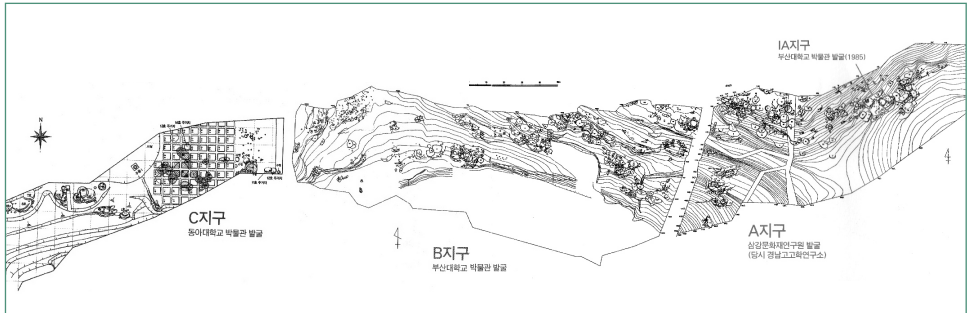 IA지구
부산대학교 박물관 발굴(1985)
N
C지구
동아대학교 박물관 발굴
B지구
부산대학교 박물관 발굴
A지구
삼강문화재연구원 발굴
(당시 경남고고학연구소)